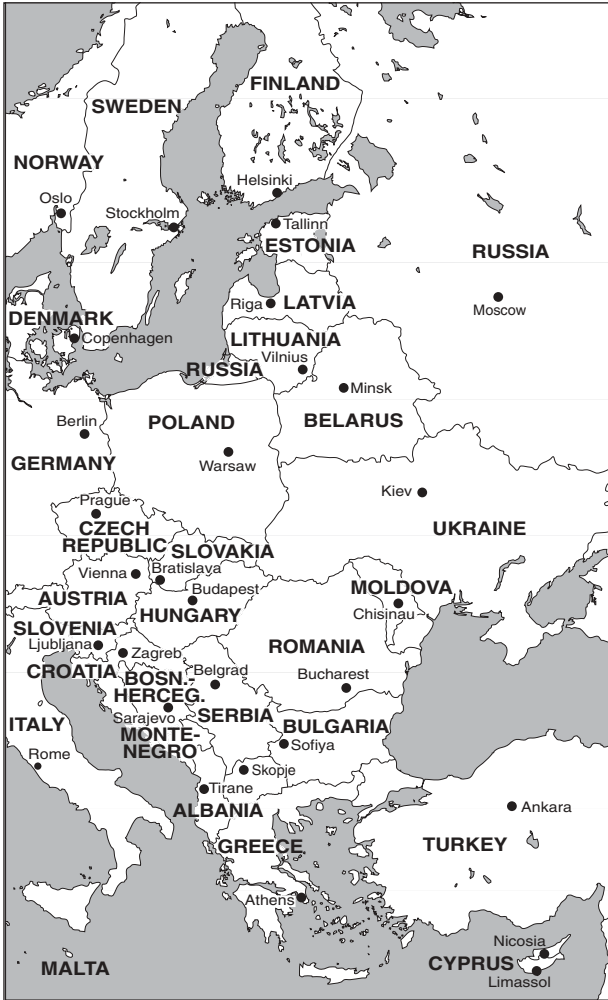 FINLAND
SWEDEN
NORWAY
Helsinki
Oslo
Stockholm
Tallinn
ESTONIA
RUSSIA
Riga
LATVIA
Moscow
DENMARK
Copenhagen
LITHUANIA
Vilnius
RUSSIA
Minsk
Berlin
POLAND
BELARUS
GERMANY
Warsaw
Kiev
Prague
CZECH
REPUBLIC
UKRAINE
SLOVAKIA
Vienna
Bratislava
AUSTRIA
Budapest
HUNGARY
MOLDOVA
Chisinau
SLOVENIA
Ljubljana
Zagreb
ROMANIA
CROATIA
BOSN.-
HERCEG.
Belgrad
Bucharest
Sarajevo
SERBIA
ITALY
MONTE-
NEGRO
BULGARIA
Sofiya
Rome
Skopje
Tirane
ALBANIA
Ankara
GREECE
TURKEY
Athens
Nicosia
CYPRUS
Limassol
MALTA